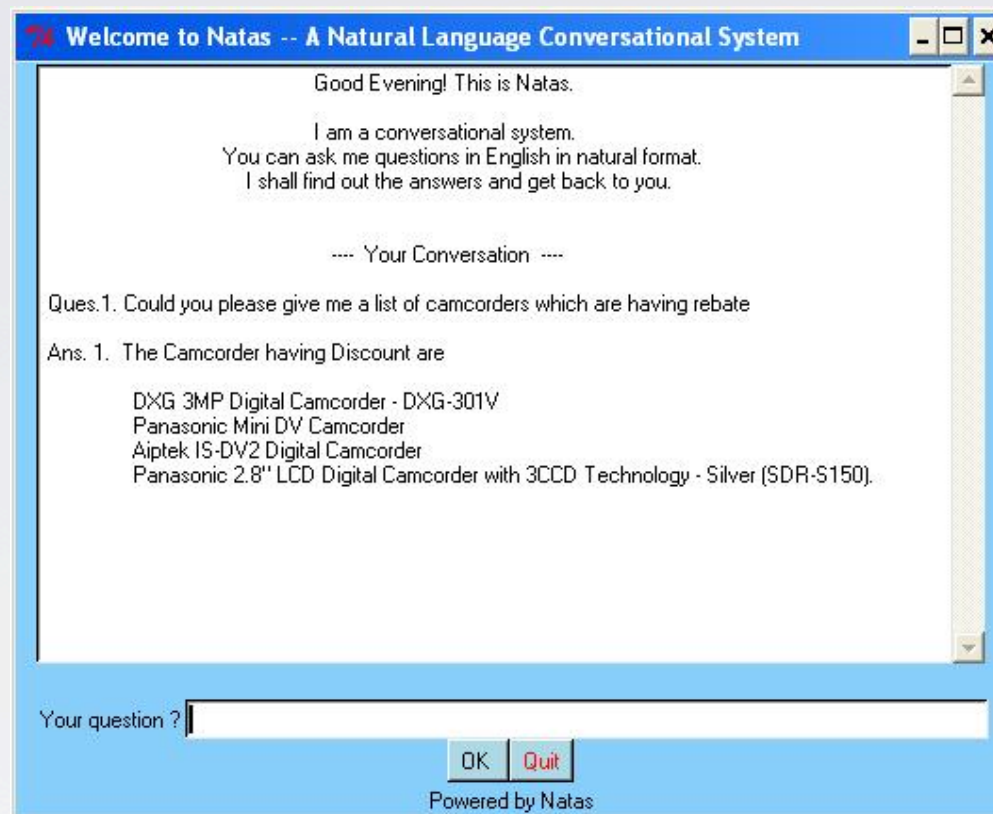 Welcome to Natas -- A Natural Language Conversational System
Good Evening! This is Natas.
I am a conversational system.
You can ask me questions in English in natural format.
I shall find out the answers and get back to you.
---- Your Conversation ----
Ques.1. Could you please give me a list of camcorders which are having rebate
Ans. 1. The Camcorder having Discount are
DXG 3MP Digital Camcorder - DXG-301V
Panasonic Mini DV Camcorder
Aiptek IS-DV2 Digital Camcorder
Panasonic 2.8'' LCD Digital Camcorder with 3CCD Technology - Silver (SDR-S150).
Your question ?
OK Quit
Powered by Natas